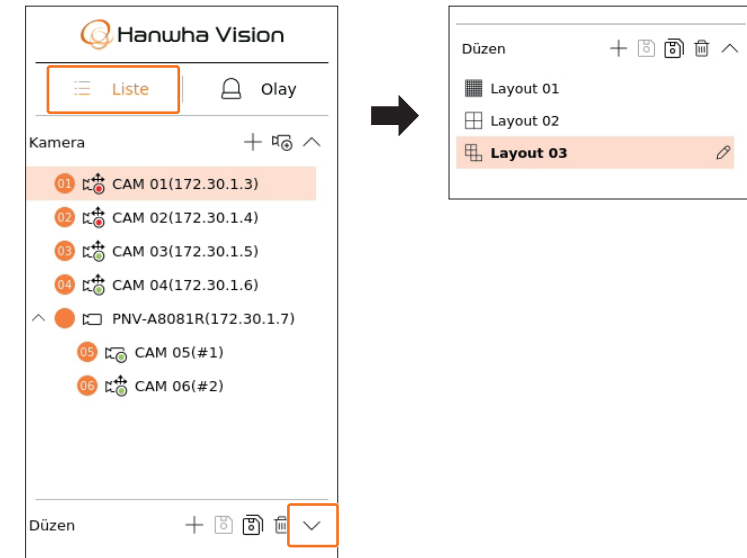 Hanwha Vision
Liste
Olay
Kamera
01 CAM 01(172.30.1.3)
02 CAM 02(172.30.1.4)
03 CAM 03(172.30.1.5)
04 CAM 04(172.30.1.6)
PNV-A8081R(172.30.1.7)
05 CAM 05(#1)
06 CAM 06(#2)
Düzen
Düzen
Layout 01
Layout 02
Layout 03